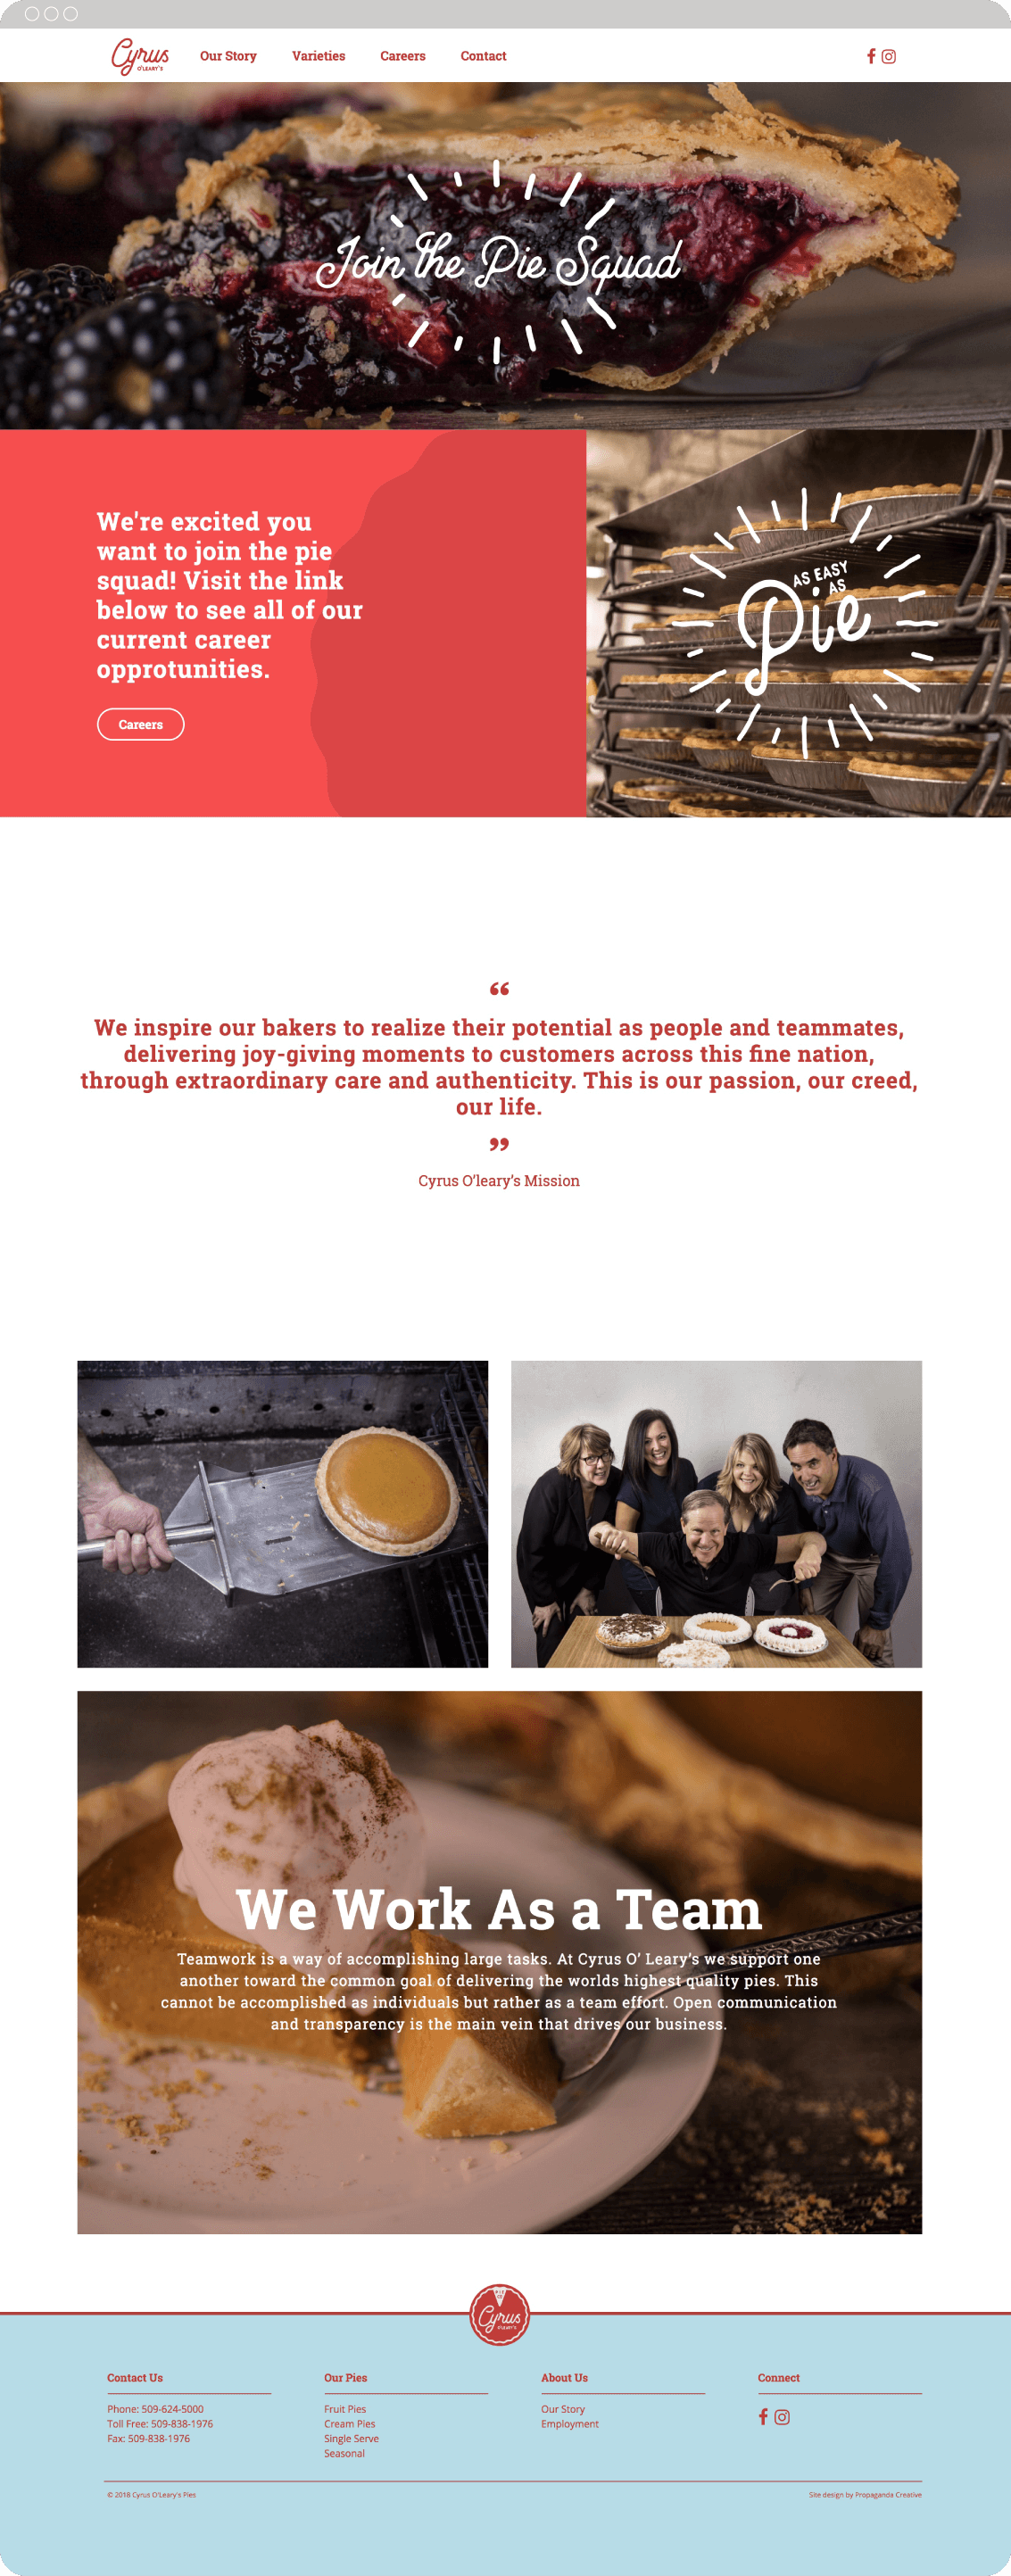 Cyrus
O'LEARY'S
Our Story
Varieties
Careers
Contact
Join the Pie Squad
We're excited you
want to join the pie
squad! Visit the link
below to see all of our
current career
opprotunities.
Careers
AS EASY
AS
Pie
“
We inspire our bakers to realize their potential as people and teammates,
delivering joy-giving moments to customers across this fine nation,
through extraordinary care and authenticity. This is our passion, our creed,
our life.
”
Cyrus O'leary's Mission
We Work As a Team
Teamwork is a way of accomplishing large tasks. At Cyrus O' Leary's we support one
another toward the common goal of delivering the worlds highest quality pies. This
cannot be accomplished as individuals but rather as a team effort. Open communication
and transparency is the main vein that drives our business.
Cyrus
O'LEARY'S
Contact Us
Phone: 509-624-5000
Toll Free: 509-838-1976
Fax: 509-838-1976
Our Pies
Fruit Pies
Cream Pies
Single Serve
Seasonal
About Us
Our Story
Employment
Connect
© 2018 Cyrus O'Leary's Pies
Site design by Propaganda Creative